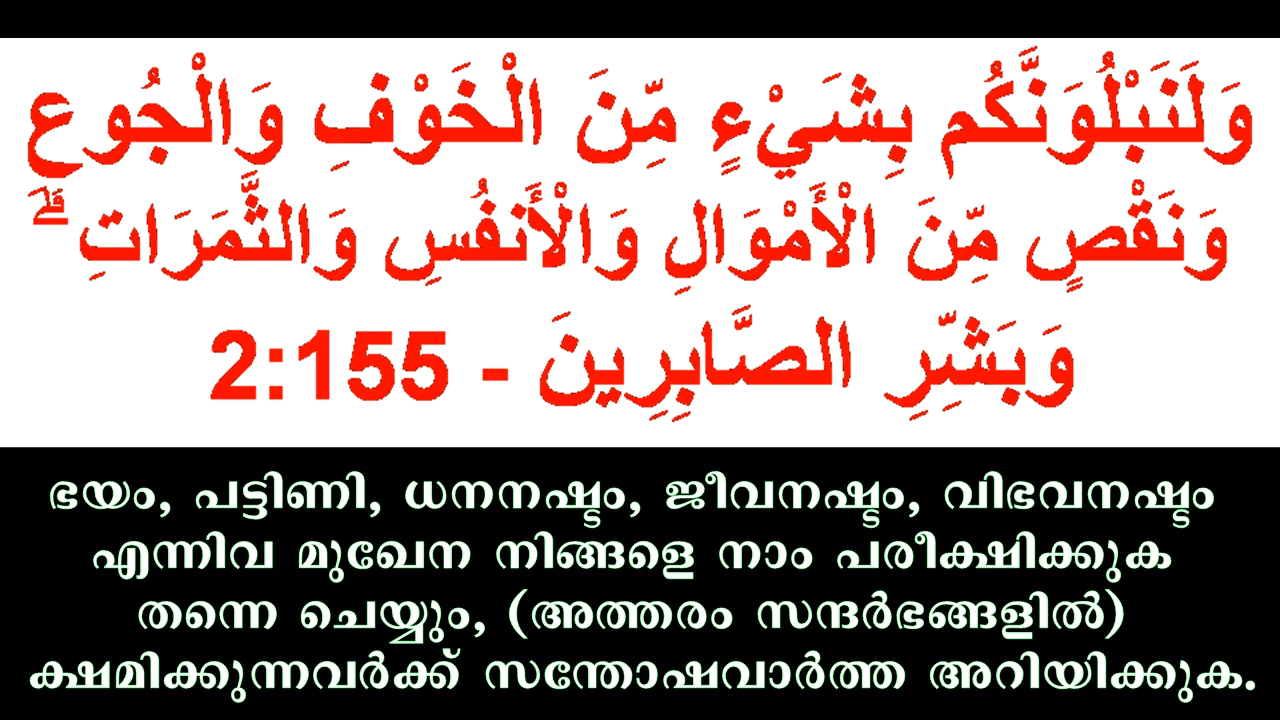 وَلَنَبْلُوَنَّكُم بِشَيْءٍ مِّنَ الْخَوْفِ وَالْجُوعِ
وَنَقْصٍ مِّنَ الْأَمْوَالِ وَالْأَنفُسِ وَالثَّمَرَاتِ ۗ
وَبَشِّرِ الصَّابِرِينَ - 2:155
ഭയം, പട്ടിണി, ധനനഷ്ടം, ജീവനഷ്ടം, വിഭവനഷ്ടം
എന്നിവ മുഖേന നിങ്ങളെ നാം പരീക്ഷിക്കുക
തന്നെ ചെയ്യും, (അത്തരം സന്ദർഭങ്ങളിൽ)
ക്ഷമിക്കുന്നവർക്ക് സന്തോഷവാർത്ത അറിയിക്കുക.